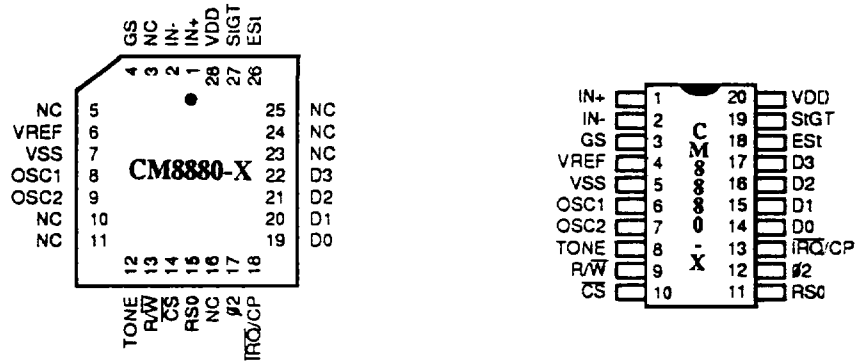 GS NC IN- IN+ VDD StGT ESt
4 3 2 1 28 27 26
NC 5 25 NC
VREF 6 24 NC
VSS 7 23 NC
OSC1 8 CM8880-X 22 D3
OSC2 9 21 D2
NC 10 20 D1
NC 11 19 D0
12 13 14 15 16 17 18
TONE R/W̅ C̅S̅ RS0 NC ø2 I̅R̅Q̅/CP
IN+ 1 20 VDD
IN- 2 19 StGT
GS 3 18 ESt
VREF 4 17 D3
VSS 5 16 D2
OSC1 6 15 D1
OSC2 7 14 D0
TONE 8 13 I̅R̅Q̅/CP
R/W̅ 9 12 ø2
C̅S̅ 10 11 RS0
CM8880-X